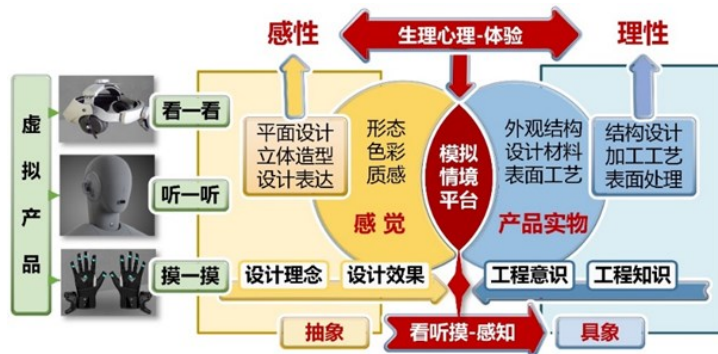 感性
生理心理-体验
理性
虚拟产品
看一看
听一听
摸一摸
平面设计
立体造型
设计表达
形态
色彩
质感
感觉
模拟
情境
平台
外观结构
设计材料
表面工艺
产品实物
结构设计
加工工艺
表面处理
设计理念
设计效果
工程意识
工程知识
抽象
看听摸-感知
具象